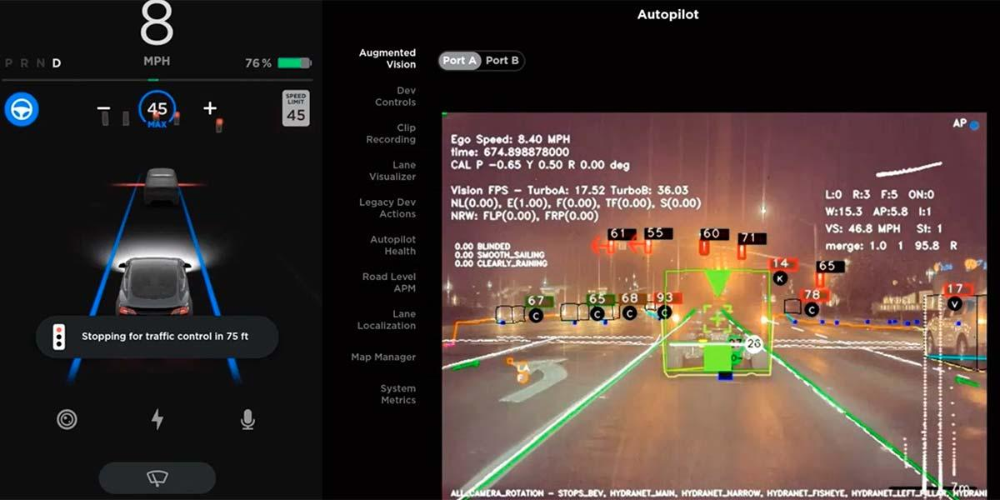 8
MPH
P R N D
76%
45
MAX
SPEED
LIMIT
45
Stopping for traffic control in 75 ft
Autopilot
Augmented
Vision
Dev
Controls
Clip
Recording
Lane
Visualizer
Legacy Dev
Actions
Autopilot
Health
Road Level
APM
Lane
Localization
Map Manager
System
Metrics
Port A Port B
AP
Ego Speed: 8.40 MPH
time: 674.898878000
CAL P -0.65 Y 0.50 R 0.00 deg
Vision FPS - TurboA: 17.52 TurboB: 36.03
NL(0.00), E(1.00), F(0.00), TF(0.00), S(0.00)
NRW: FLP(0.00), FRP(0.00)
0.00 BLINDED
0.00 SMOOTH_SAILING
0.00 CLEARLY_RAINING
L:0 R:3 F:5 ON:0
W:15.3 AP:5.8 I:1
VS: 46.8 MPH St: 1
merge: 1.0 1 95.8 R
61 55 60 71
14
K
65
67
C
65
C
68
C
93
C
78
C
17
V
26
LA
F
7m
ALL_CAMERA_ROTATION - STOPS_BEV, HYDRANET_MAIN, HYDRANET_NARROW, HYDRANET_FISHEYE, HYDRANET_LEFT_PILLAR,